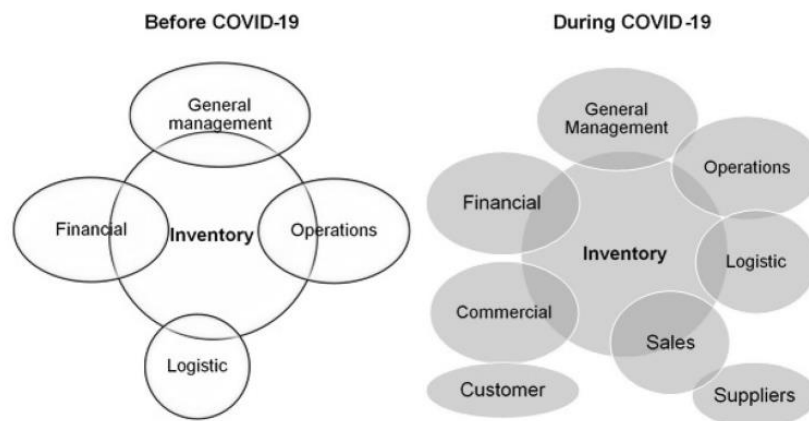 Before COVID-19
General
management
Financial
Inventory
Operations
Logistic
During COVID-19
General
Management
Operations
Financial
Inventory
Logistic
Commercial
Sales
Customer
Suppliers